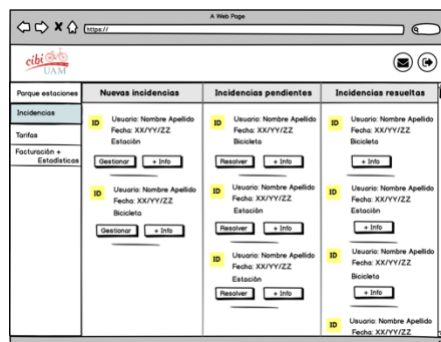 A Web Page
https://
cibi
UAM
Parque estaciones
Incidencias
Tarifas
Facturación +
Estadísticas
Nuevas incidencias
ID
Usuario: Nombre Apellido
Fecha: XX/YY/ZZ
Estación
Gestionar
+ Info
ID
Usuario: Nombre Apellido
Fecha: XX/YY/ZZ
Bicicleta
Gestionar
+ Info
Incidencias pendientes
ID
Usuario: Nombre Apellido
Fecha: XX/YY/ZZ
Bicicleta
Resolver
+ Info
ID
Usuario: Nombre Apellido
Fecha: XX/YY/ZZ
Estación
Resolver
+ Info
ID
Usuario: Nombre Apellido
Fecha: XX/YY/ZZ
Estación
Resolver
+ Info
Incidencias resueltas
ID
Usuario: Nombre Apellido
Fecha: XX/YY/ZZ
Bicicleta
+ Info
ID
Usuario: Nombre Apellido
Fecha: XX/YY/ZZ
Estación
+ Info
ID
Usuario: Nombre Apellido
Fecha: XX/YY/ZZ
Bicicleta
+ Info
ID
Usuario: Nombre Apellido
Fecha: XX/YY/ZZ